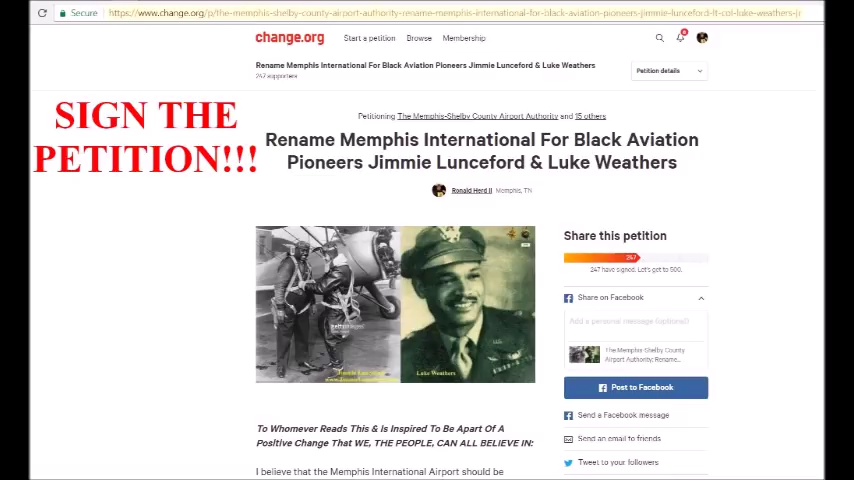 Secure
https://www.change.org/p/the-memphis-shelby-county-airport-authority-rename-memphis-international-for-black-aviation-pioneers-jimmie-lunceford-lt-col-luke-weathers-jr
change.org
Start a petition
Browse
Membership
Rename Memphis International For Black Aviation Pioneers Jimmie Lunceford & Luke Weathers
247 supporters
Petition details
SIGN THE
PETITION!!!
Petitioning The Memphis-Shelby County Airport Authority and 15 others
Rename Memphis International For Black Aviation
Pioneers Jimmie Lunceford & Luke Weathers
Ronald Herd II Memphis, TN
Luke Weathers
To Whomever Reads This & Is Inspired To Be Apart Of A
Positive Change That WE, THE PEOPLE, CAN ALL BELIEVE IN:
I believe that the Memphis International Airport should be
Share this petition
247
247 have signed. Let's get to 500.
Share on Facebook
Add a personal message (optional)
The Memphis-Shelby County
Airport Authority: Rename...
Post to Facebook
Send a Facebook message
Send an email to friends
Tweet to your followers